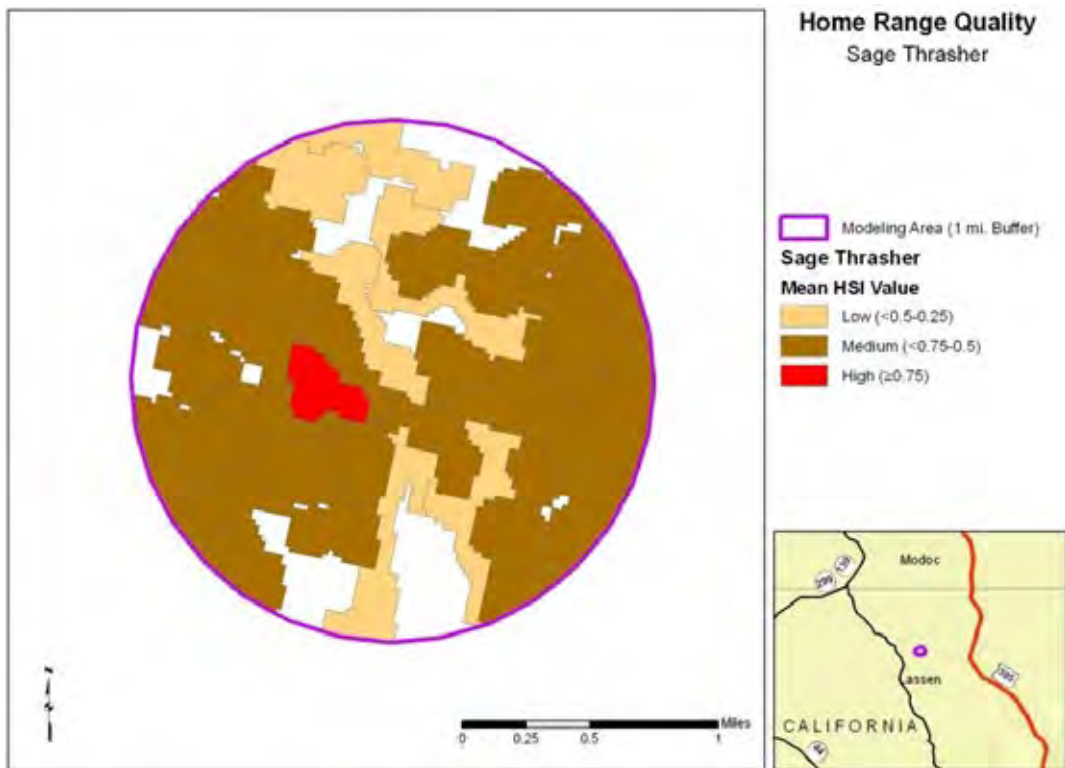 Home Range Quality
Sage Thrasher
Modeling Area (1 mi. Buffer)
Sage Thrasher
Mean HSI Value
Low (<0.5-0.25)
Medium (<0.75-0.5)
High (≥0.75)
Miles
0 0.25 0.5 1
Modoc
299 139
assen
395
CALIFORNIA
44